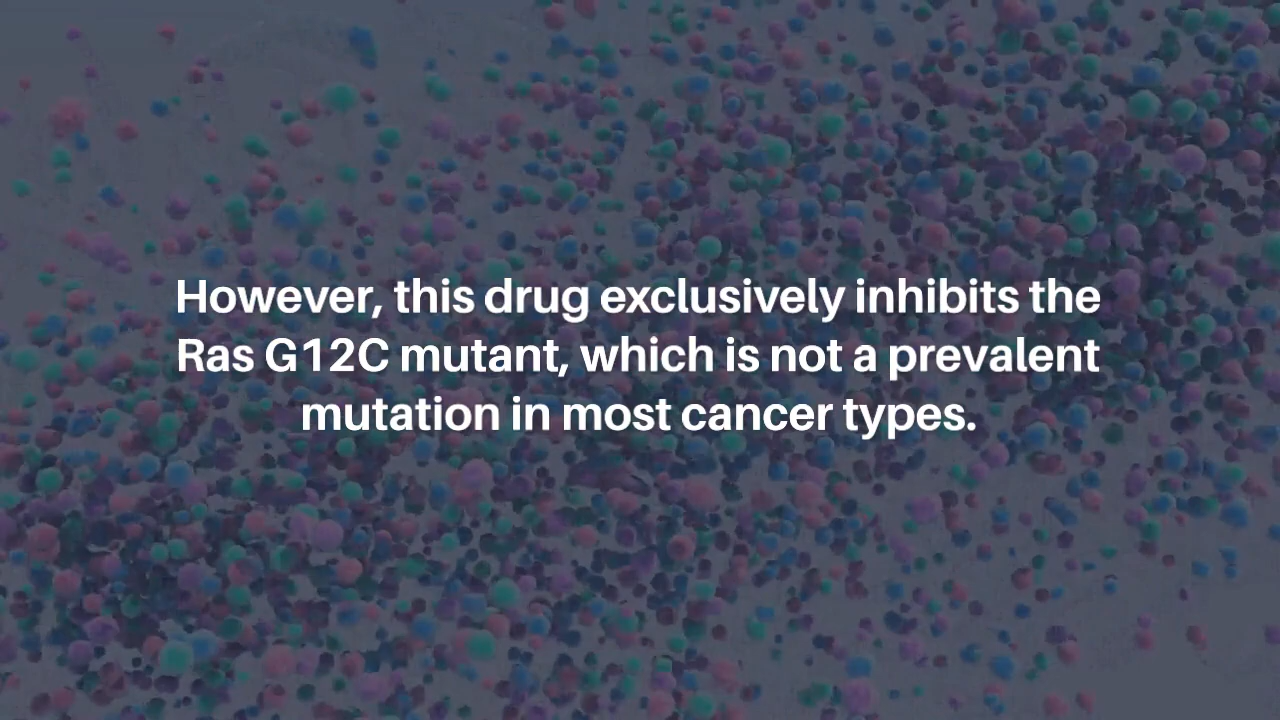 However, this drug exclusively inhibits the
Ras G12C mutant, which is not a prevalent
mutation in most cancer types.